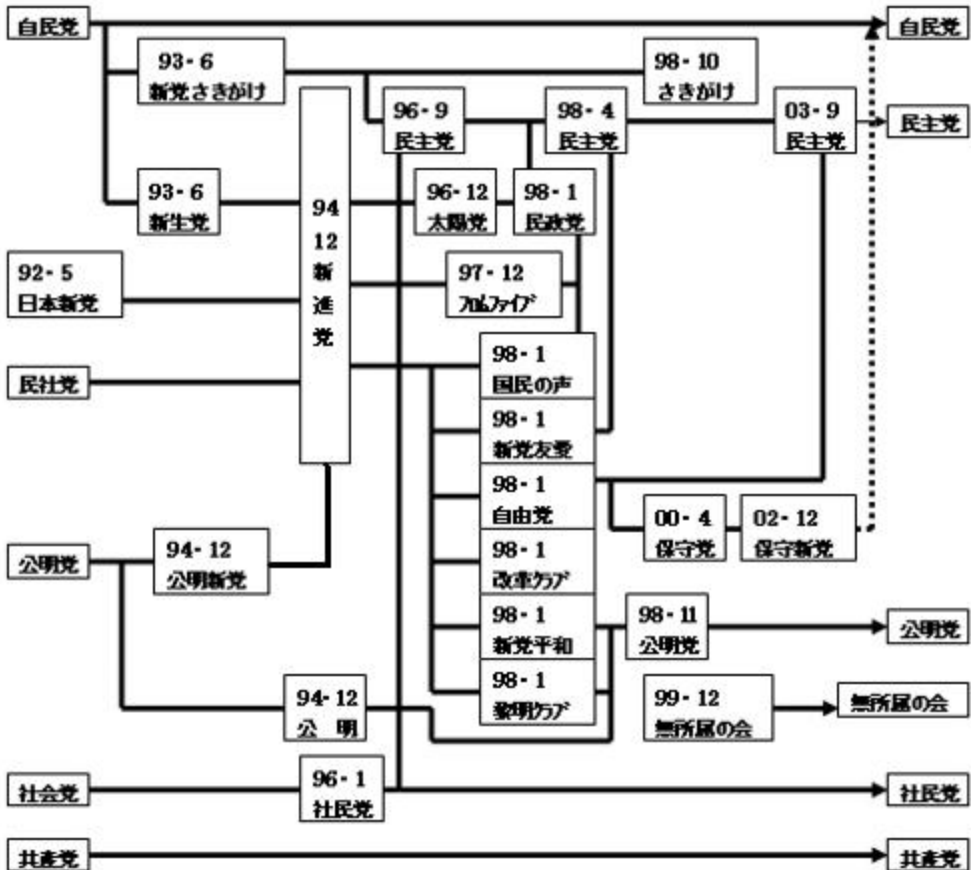 自民党
自民党
93・6
新党さきがけ
98・10
さきがけ
96・9
民主党
98・4
民主党
03・9
民主党
民主党
93・6
新生党
94
12
新
進
党
96・12
太陽党
98・1
民政党
92・5
日本新党
97・12
フロムファイブ
98・1
国民の声
民社党
98・1
新党友愛
98・1
自由党
00・4
保守党
02・12
保守新党
公明党
94・12
公明新党
98・1
改革クラブ
98・1
新党平和
98・11
公明党
公明党
94・12
公 明
98・1
黎明クラブ
99・12
無所属の会
無所属の会
社会党
96・1
社民党
社民党
共産党
共産党